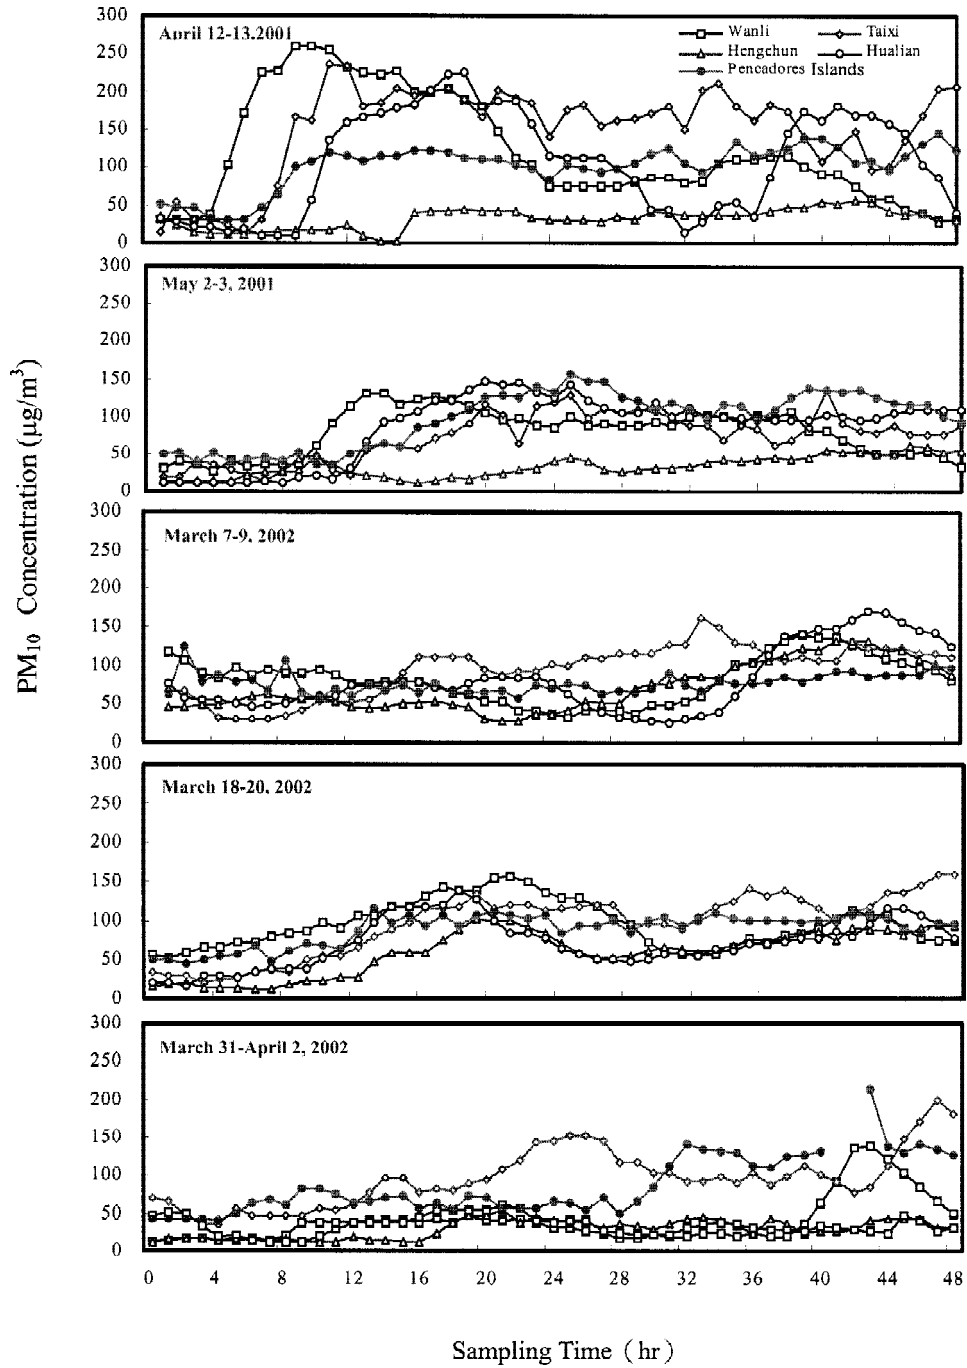 April 12-13.2001
Wanli
Taixi
Hengchun
Hualian
Pencadores Islands
300
250
200
150
100
50
0
May 2-3, 2001
300
250
200
150
100
50
0
PM10 Concentration (μg/m3)
March 7-9, 2002
300
250
200
150
100
50
0
March 18-20, 2002
300
250
200
150
100
50
0
March 31-April 2, 2002
300
250
200
150
100
50
0
0 4 8 12 16 20 24 28 32 36 40 44 48
Sampling Time (hr)